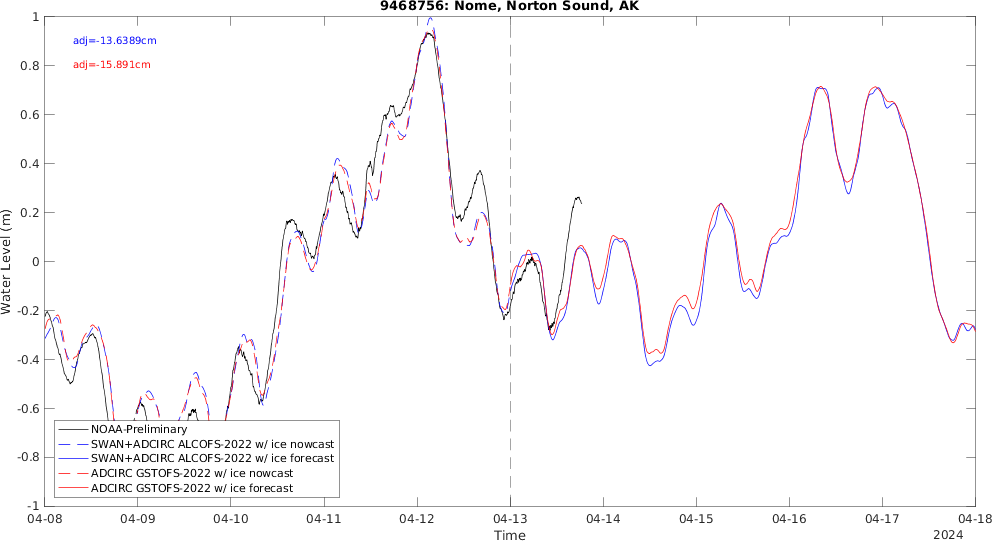 9468756: Nome, Norton Sound, AK
adj=-13.6389cm
adj=-15.891cm
Water Level (m)
1
0.8
0.6
0.4
0.2
0
-0.2
-0.4
-0.6
-0.8
-1
NOAA-Preliminary
SWAN+ADCIRC ALCOFS-2022 w/ ice nowcast
SWAN+ADCIRC ALCOFS-2022 w/ ice forecast
ADCIRC GSTOFS-2022 w/ ice nowcast
ADCIRC GSTOFS-2022 w/ ice forecast
04-08 04-09 04-10 04-11 04-12 04-13 04-14 04-15 04-16 04-17 04-18
Time
2024